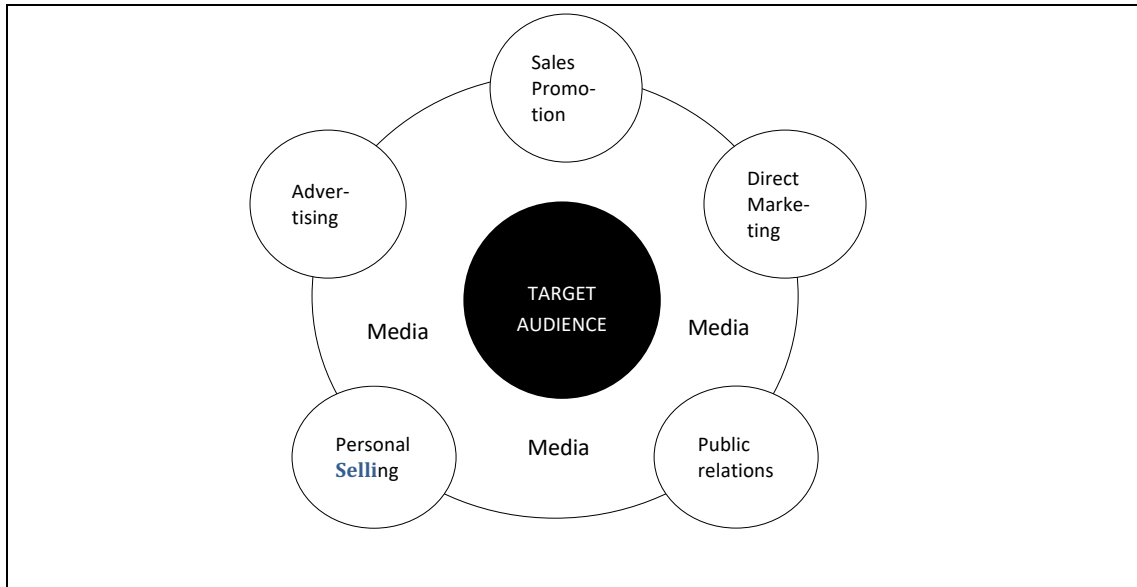 Sales
Promo-
tion
Adver-
tising
Direct
Marke-
ting
TARGET
AUDIENCE
Media
Media
Personal
Selling
Media
Public
relations